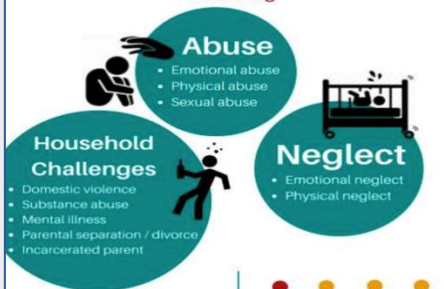 Abuse
• Emotional abuse
• Physical abuse
• Sexual abuse
Household
Challenges
• Domestic violence
• Substance abuse
• Mental illness
• Parental separation / divorce
• Incarcerated parent
Neglect
• Emotional neglect
• Physical neglect